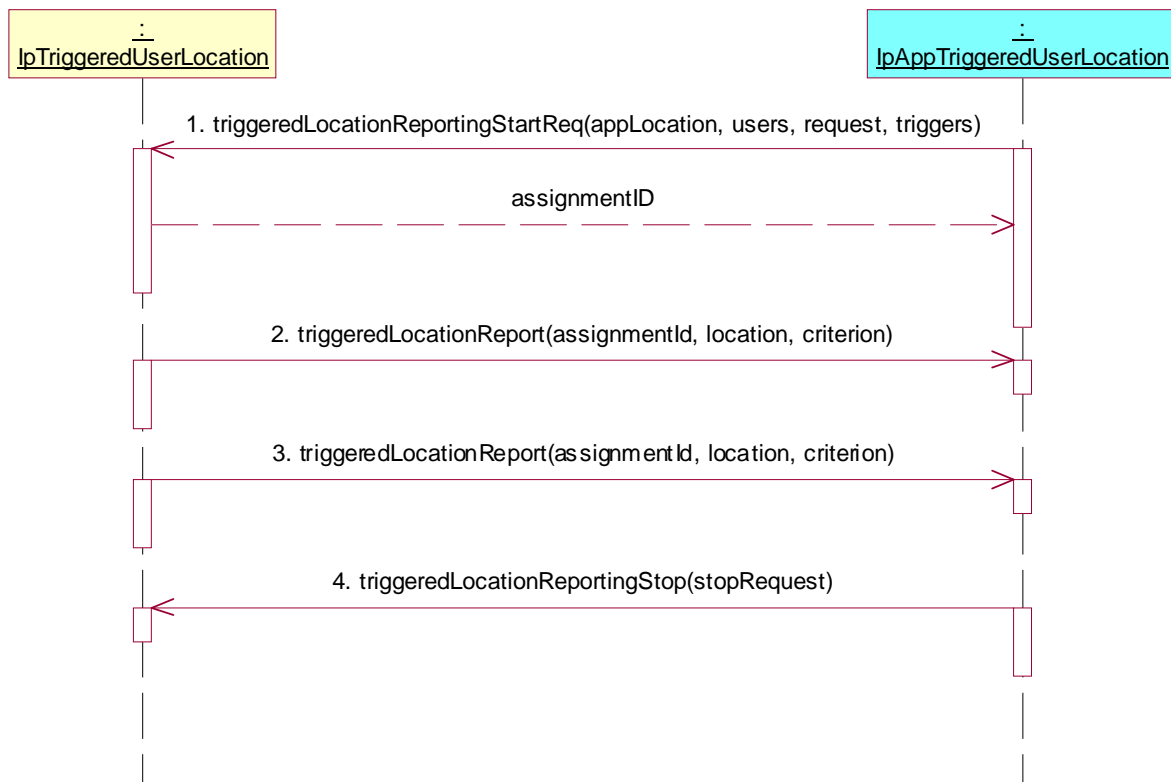 :
IpTriggeredUserLocation
:
IpAppTriggeredUserLocation
1. triggeredLocationReportingStartReq(appLocation, users, request, triggers)
assignmentID
2. triggeredLocationReport(assignmentId, location, criterion)
3. triggeredLocationReport(assignmentId, location, criterion)
4. triggeredLocationReportingStop(stopRequest)